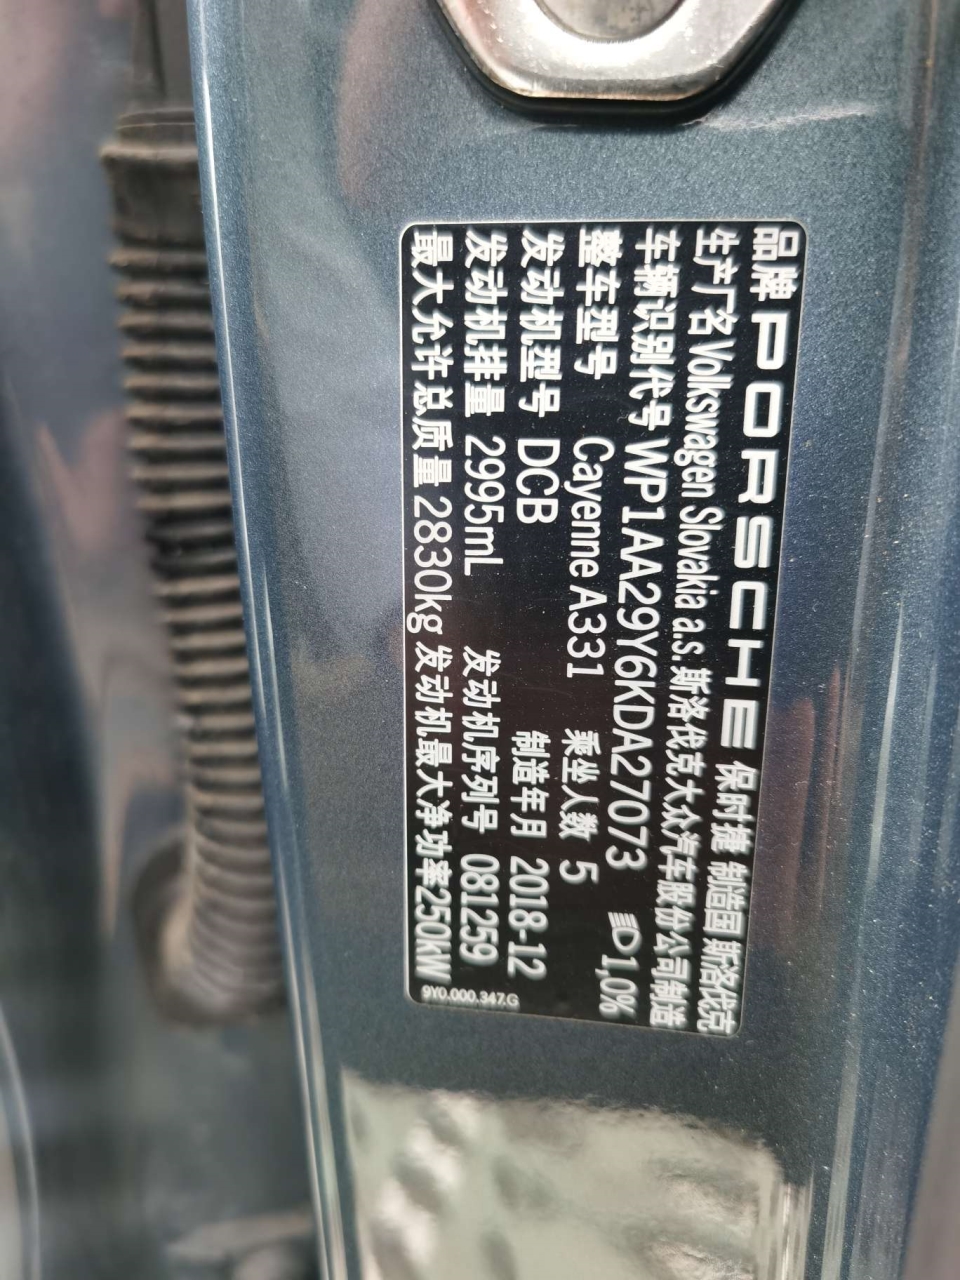 品牌 PORSCHE 保时捷 制造国 斯洛伐克
生产厂名 Volkswagen Slovakia a.s. 斯洛伐克大众汽车股份公司制造
车辆识别代号 WP1AA29Y6KDA27073 1,0%
整车型号 Cayenne A331 乘坐人数 5
发动机型号 DCB 制造年月 2018-12
发动机排量 2995mL 发动机序列号 081259
最大允许总质量 2830kg 发动机最大净功率 250KW
9Y0.000.347.G